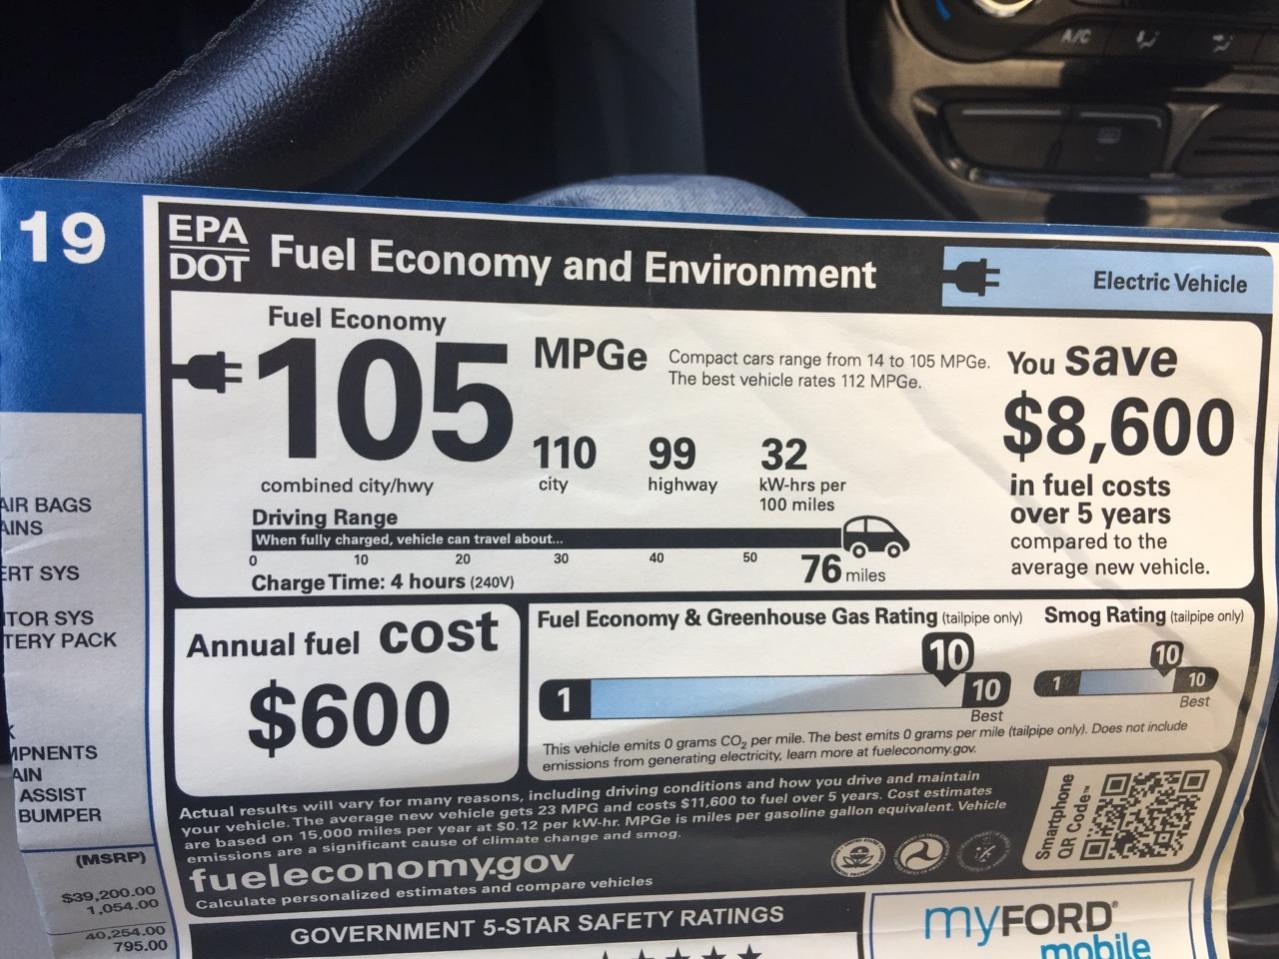 A/C
19
EPA
DOT
Fuel Economy and Environment
Electric Vehicle
Fuel Economy
105
MPGe
Compact cars range from 14 to 105 MPGe.
The best vehicle rates 112 MPGe.
110
city
99
highway
32
kW-hrs per
100 miles
combined city/hwy
You save
$8,600
in fuel costs
over 5 years
compared to the
average new vehicle.
Driving Range
When fully charged, vehicle can travel about...
0 10 20 30 40 50
76 miles
Charge Time: 4 hours (240V)
Annual fuel cost
$600
Fuel Economy & Greenhouse Gas Rating (tailpipe only)
10
1
10
Best
Smog Rating (tailpipe only)
10
1
10
Best
This vehicle emits 0 grams CO2 per mile. The best emits 0 grams per mile (tailpipe only). Does not include
emissions from generating electricity, learn more at fueleconomy.gov.
Actual results will vary for many reasons, including driving conditions and how you drive and maintain
your vehicle. The average new vehicle gets 23 MPG and costs $11,600 to fuel over 5 years. Cost estimates
are based on 15,000 miles per year at $0.12 per kW-hr. MPGe is miles per gasoline gallon equivalent. Vehicle
emissions are a significant cause of climate change and smog.
fueleconomy.gov
Calculate personalized estimates and compare vehicles
Smartphone
QR Code™
GOVERNMENT 5-STAR SAFETY RATINGS
myFORD®
mobile
AIR BAGS
AINS
ERT SYS
ITOR SYS
TERY PACK
MPNENTS
AIN
ASSIST
BUMPER
(MSRP)
$39,200.00
1,054.00
40,254.00
795.00